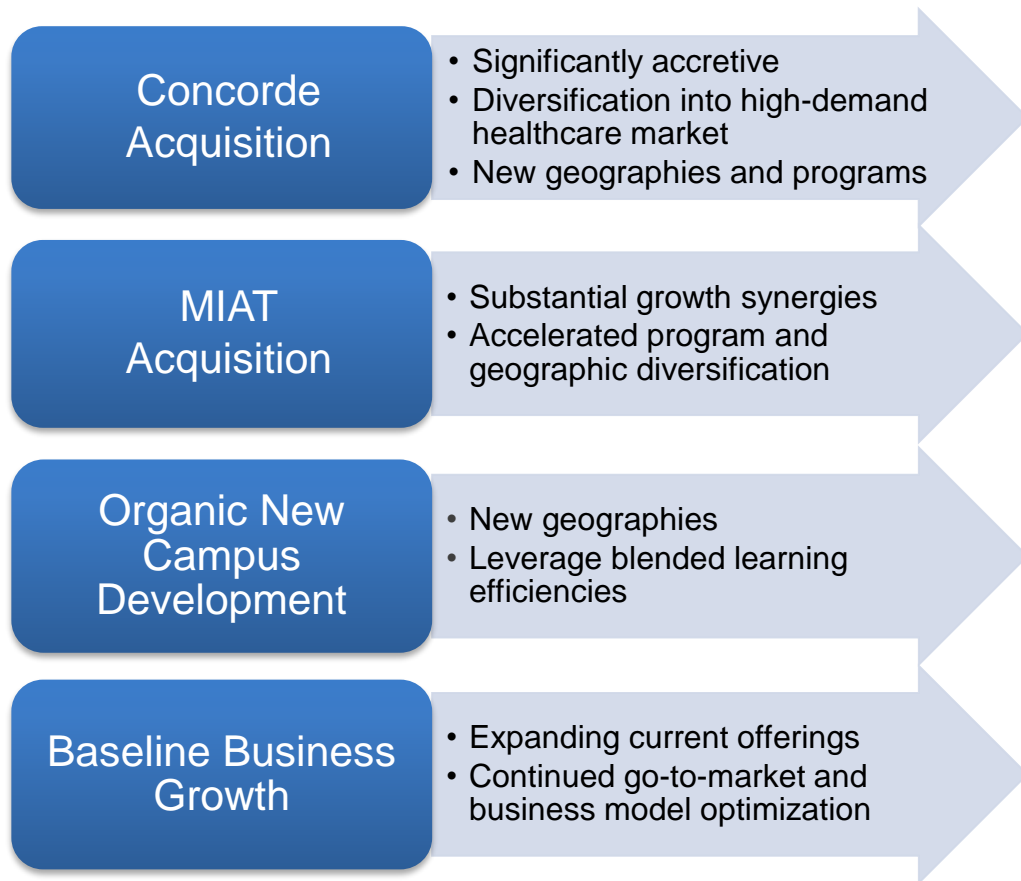 Concorde
Acquisition
• Significantly accretive
• Diversification into high-demand
healthcare market
• New geographies and programs
MIAT
Acquisition
• Substantial growth synergies
• Accelerated program and
geographic diversification
Organic New
Campus
Development
• New geographies
• Leverage blended learning
efficiencies
Baseline Business
Growth
• Expanding current offerings
• Continued go-to-market and
business model optimization